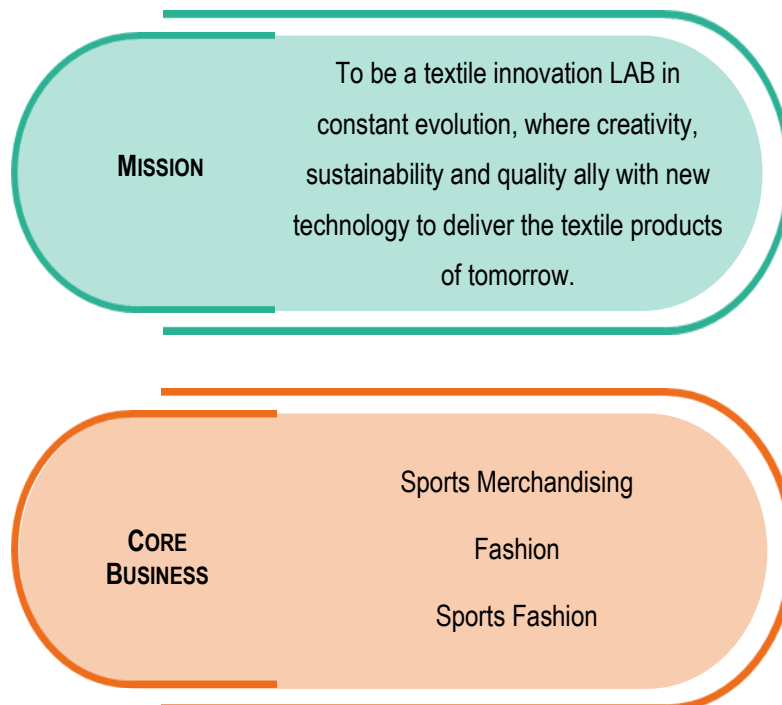 MISSION
To be a textile innovation LAB in
constant evolution, where creativity,
sustainability and quality ally with new
technology to deliver the textile products
of tomorrow.
CORE
BUSINESS
Sports Merchandising
Fashion
Sports Fashion